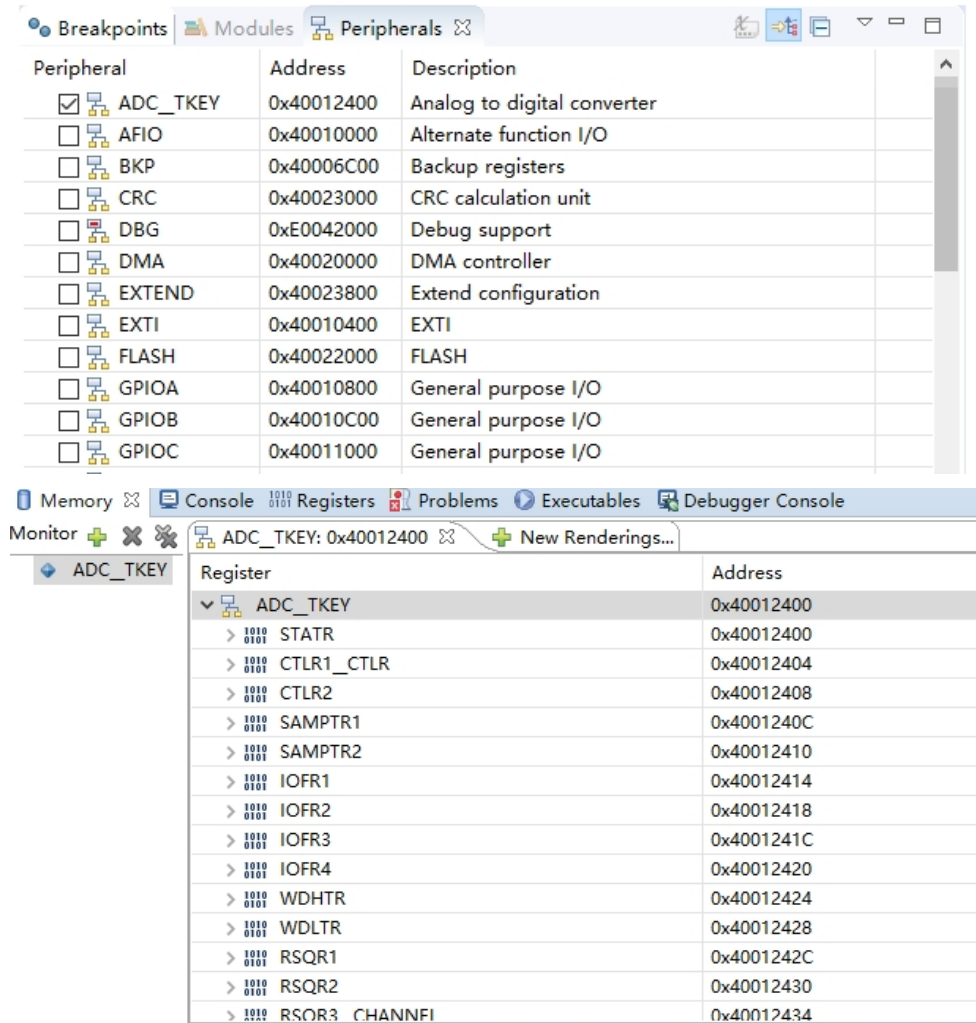 Breakpoints Modules Peripherals
Peripheral Address Description
ADC_TKEY 0x40012400 Analog to digital converter
AFIO 0x40010000 Alternate function I/O
BKP 0x40006C00 Backup registers
CRC 0x40023000 CRC calculation unit
DBG 0xE0042000 Debug support
DMA 0x40020000 DMA controller
EXTEND 0x40023800 Extend configuration
EXTI 0x40010400 EXTI
FLASH 0x40022000 FLASH
GPIOA 0x40010800 General purpose I/O
GPIOB 0x40010C00 General purpose I/O
GPIOC 0x40011000 General purpose I/O
Memory Console Registers Problems Executables Debugger Console
Monitor ADC_TKEY: 0x40012400 New Renderings...
ADC_TKEY Register Address
ADC_TKEY 0x40012400
STATR 0x40012400
CTLR1_CTLR 0x40012404
CTLR2 0x40012408
SAMPTR1 0x4001240C
SAMPTR2 0x40012410
IOFR1 0x40012414
IOFR2 0x40012418
IOFR3 0x4001241C
IOFR4 0x40012420
WDHTR 0x40012424
WDLTR 0x40012428
RSQR1 0x4001242C
RSQR2 0x40012430
RSQR3_CHANNEL 0x40012434